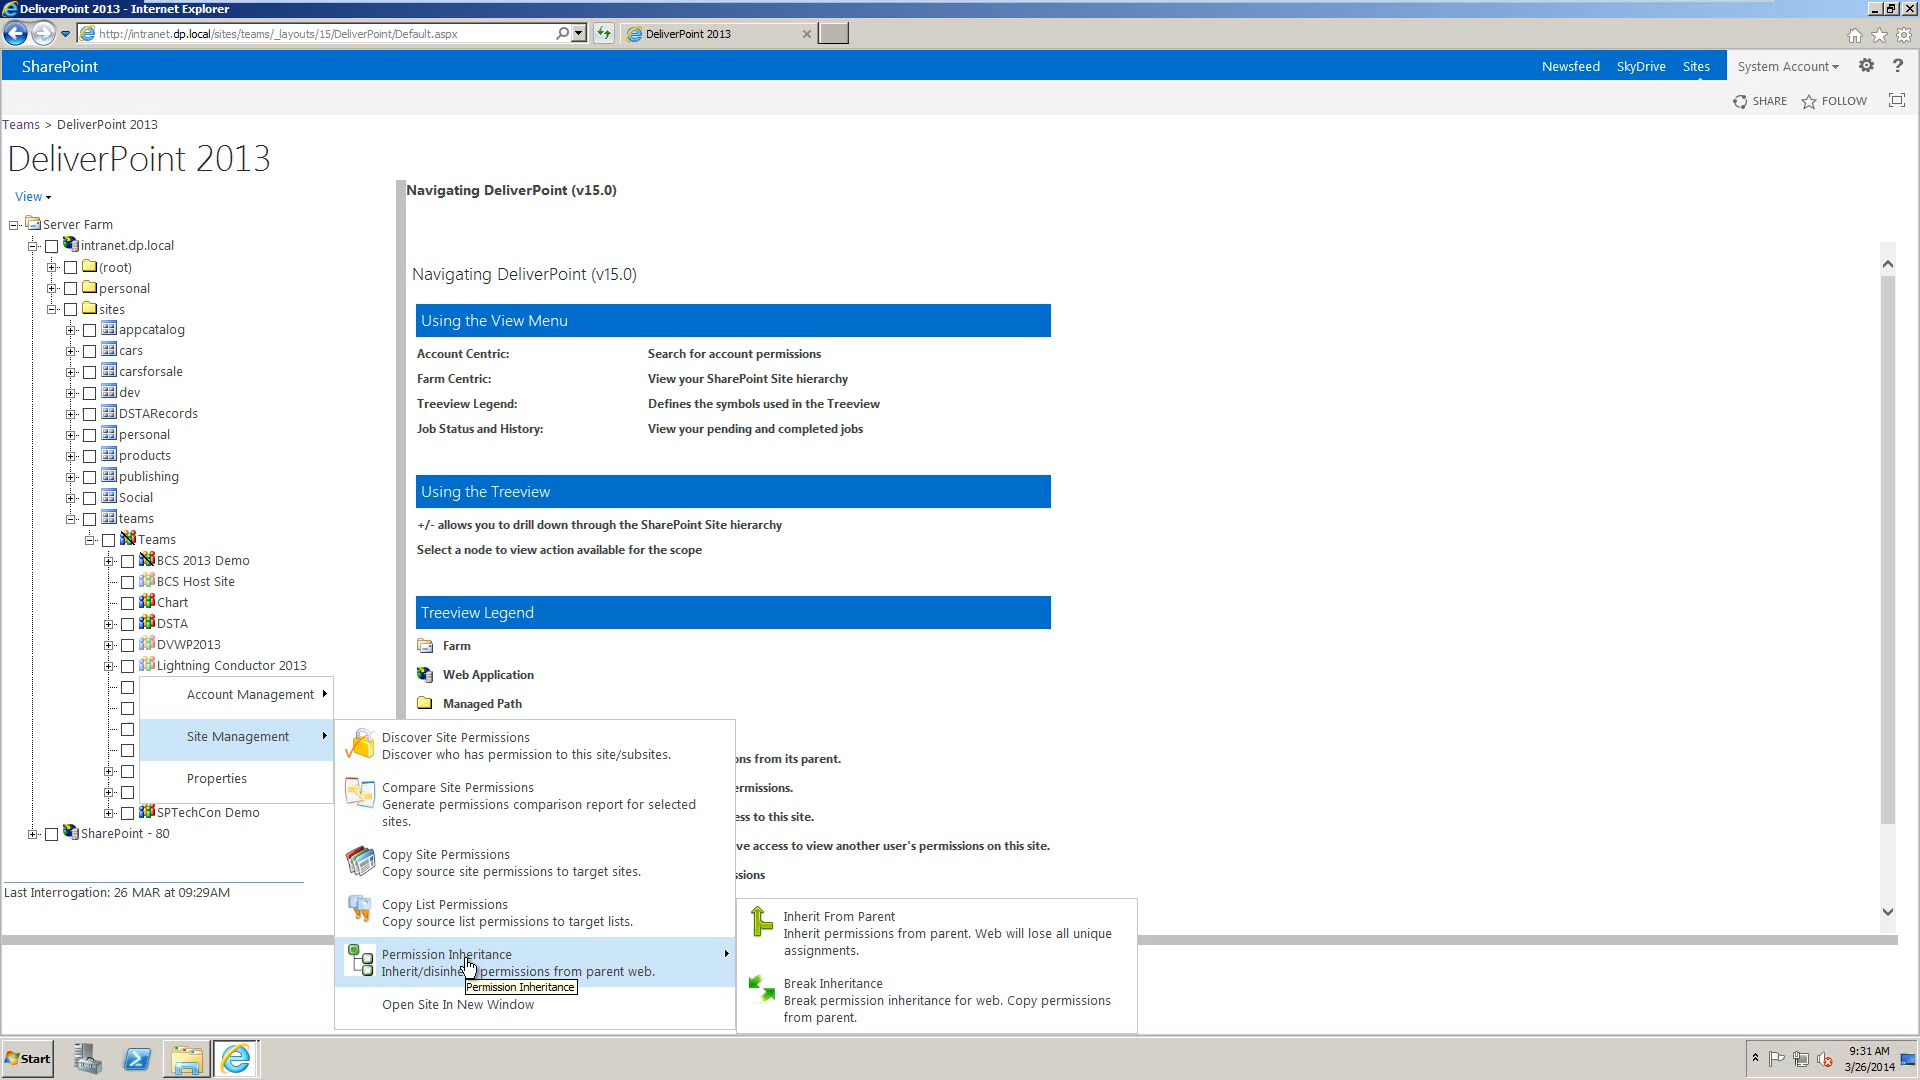 DeliverPoint 2013 - Internet Explorer
http://intranet.dp.local/sites/teams/_layouts/15/DeliverPoint/Default.aspx
DeliverPoint 2013
SharePoint
Newsfeed SkyDrive Sites System Account ?
SHARE FOLLOW
Teams > DeliverPoint 2013
DeliverPoint 2013
View
Server Farm
intranet.dp.local
(root)
personal
sites
appcatalog
cars
carsforsale
dev
DSTARecords
personal
products
publishing
Social
teams
Teams
BCS 2013 Demo
BCS Host Site
Chart
DSTA
DVWP2013
Lightning Conductor 2013
SPTechCon Demo
SharePoint - 80
Last Interrogation: 26 MAR at 09:29AM
Account Management
Site Management
Properties
Discover Site Permissions
Discover who has permission to this site/subsites.
Compare Site Permissions
Generate permissions comparison report for selected
sites.
Copy Site Permissions
Copy source site permissions to target sites.
Copy List Permissions
Copy source list permissions to target lists.
Permission Inheritance
Inherit/disinhe permissions from parent web.
Permission Inheritance
Open Site In New Window
Inherit From Parent
Inherit permissions from parent. Web will lose all unique
assignments.
Break Inheritance
Break permission inheritance for web. Copy permissions
from parent.
Navigating DeliverPoint (v15.0)
Navigating DeliverPoint (v15.0)
Using the View Menu
Account Centric: Search for account permissions
Farm Centric: View your SharePoint Site hierarchy
Treeview Legend: Defines the symbols used in the Treeview
Job Status and History: View your pending and completed jobs
Using the Treeview
+/- allows you to drill down through the SharePoint Site hierarchy
Select a node to view action available for the scope
Treeview Legend
Farm
Web Application
Managed Path
ns from its parent.
ermissions.
ss to this site.
ve access to view another user's permissions on this site.
sions
Start
9:31 AM
3/26/2014